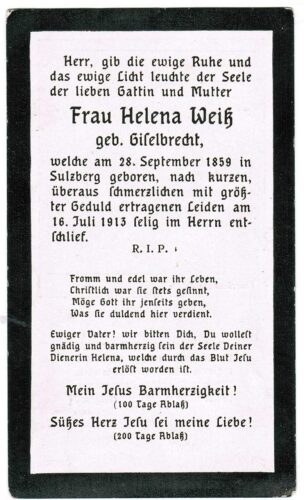 Herr, gib die ewige Ruhe und
das ewige Licht leuchte der Seele
der lieben Gattin und Mutter
Frau Helena Weiß
geb. Giselbrecht,
welche am 28. September 1859 in
Sulzberg geboren, nach kurzen,
überaus schmerzlichen mit größ-
ter Geduld ertragenen Leiden am
16. Juli 1913 selig im Herrn ent-
schlief.
R. I. P.
Fromm und edel war ihr Leben,
Christlich war sie stets gesinnt,
Möge Gott ihr jenseits geben,
Was sie duldend hier verdient.
Ewiger Vater! wir bitten Dich, Du wollest
gnädig und barmherzig sein der Seele Deiner
Dienerin Helena, welche durch das Blut Jesu
erlöst worden ist.
Mein Jesus Barmherzigkeit!
(100 Tage Ablaß)
Süßes Herz Jesu sei meine Liebe!
(200 Tage Ablaß)